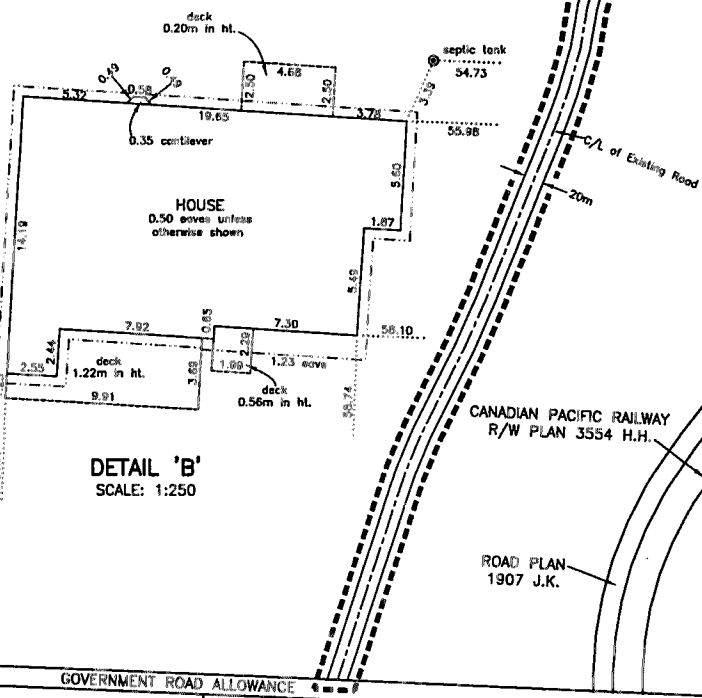 deck
0.20m in ht.
4.68
2.50
2.50
septic tank
54.73
3.39
0.49
0.58
5.32
19.65
3.78
55.98
0.35 cantilever
C/L of Existing Road
20m
HOUSE
0.50 eaves unless
otherwise shown
14.19
5.60
1.87
5.49
7.92
0.65
7.30
58.10
2.44
2.55
deck
1.22m in ht.
3.69
2.29
1.99
1.23 eave
9.91
deck
0.56m in ht.
58.74
DETAIL 'B'
SCALE: 1:250
CANADIAN PACIFIC RAILWAY
R/W PLAN 3554 H.H.
ROAD PLAN
1907 J.K.
GOVERNMENT ROAD ALLOWANCE